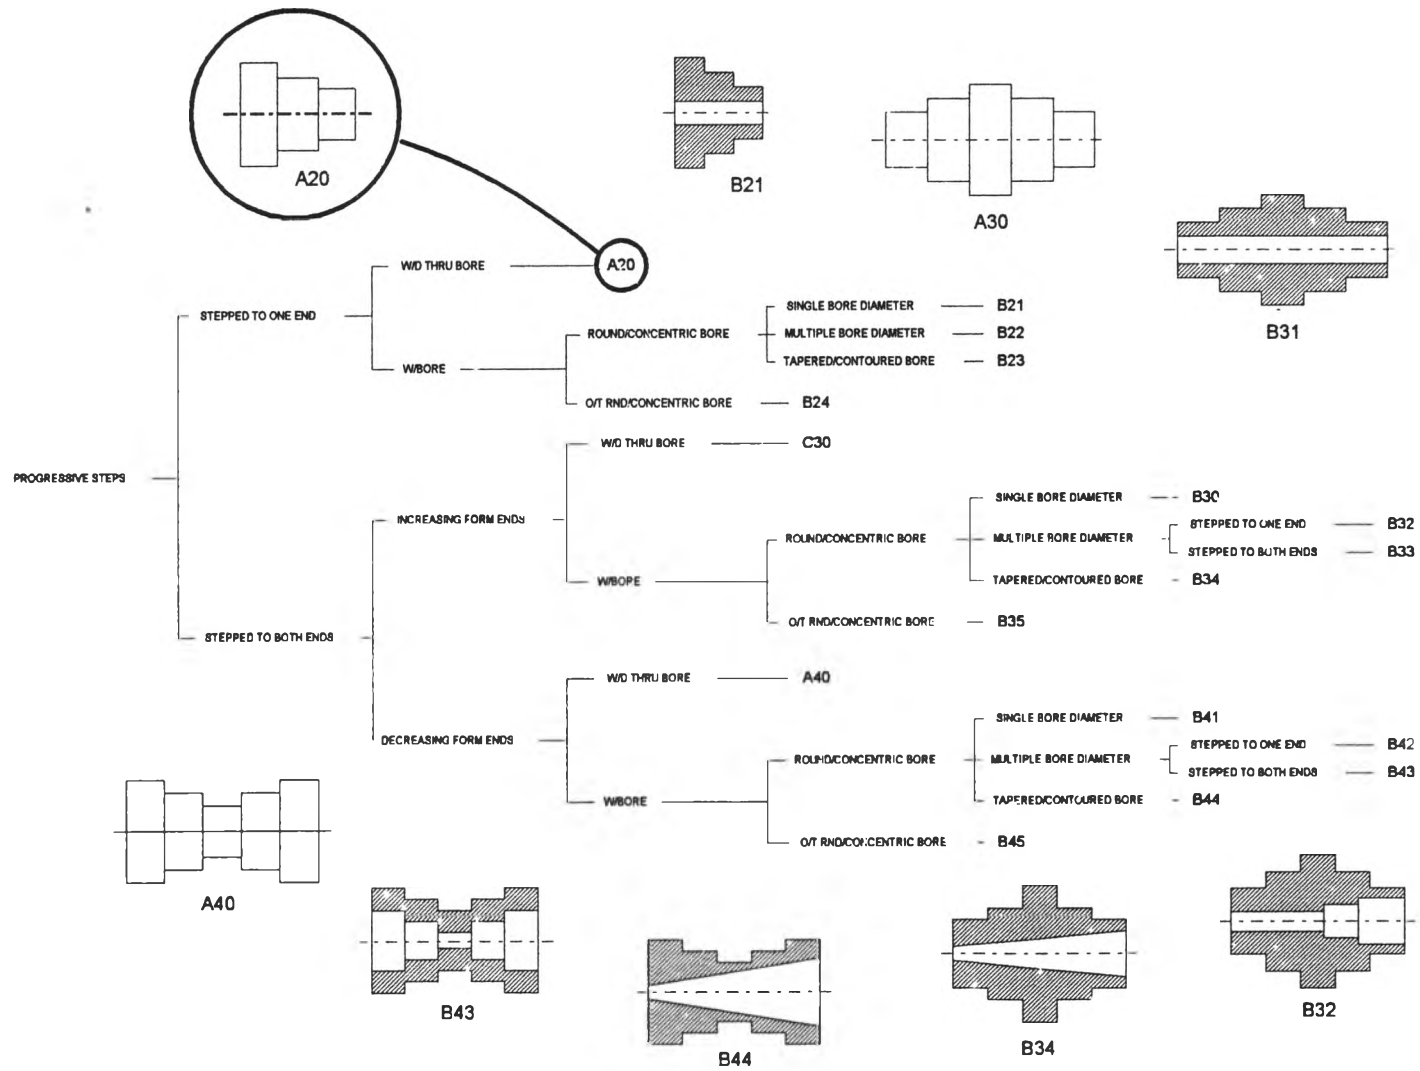 A20
B21
A30
B31
W/D THRU BORE
A20
STEPPED TO ONE END
SINGLE BORE DIAMETER
B21
ROUND/CONCENTRIC BORE
MULTIPLE BORE DIAMETER
B22
TAPERED/CONTOURED BORE
B23
W/BORE
O/T RND/CONCENTRIC BORE
B24
W/D THRU BORE
C30
PROGRESSIVE STEPS
INCREASING FORM ENDS
SINGLE BORE DIAMETER
B30
STEPPED TO ONE END
B32
ROUND/CONCENTRIC BORE
MULTIPLE BORE DIAMETER
STEPPED TO BOTH ENDS
B33
TAPERED/CONTOURED BORE
B34
W/BOPE
O/T RND/CONCENTRIC BORE
B35
STEPPED TO BOTH ENDS
W/D THRU BORE
A40
DECREASING FORM ENDS
SINGLE BORE DIAMETER
B41
STEPPED TO ONE END
B42
ROUND/CONCENTRIC BORE
MULTIPLE BORE DIAMETER
STEPPED TO BOTH ENDS
B43
TAPERED/CONTOURED BORE
B44
W/BORE
O/T RND/CONCENTRIC BORE
B45
A40
B43
B44
B34
B32